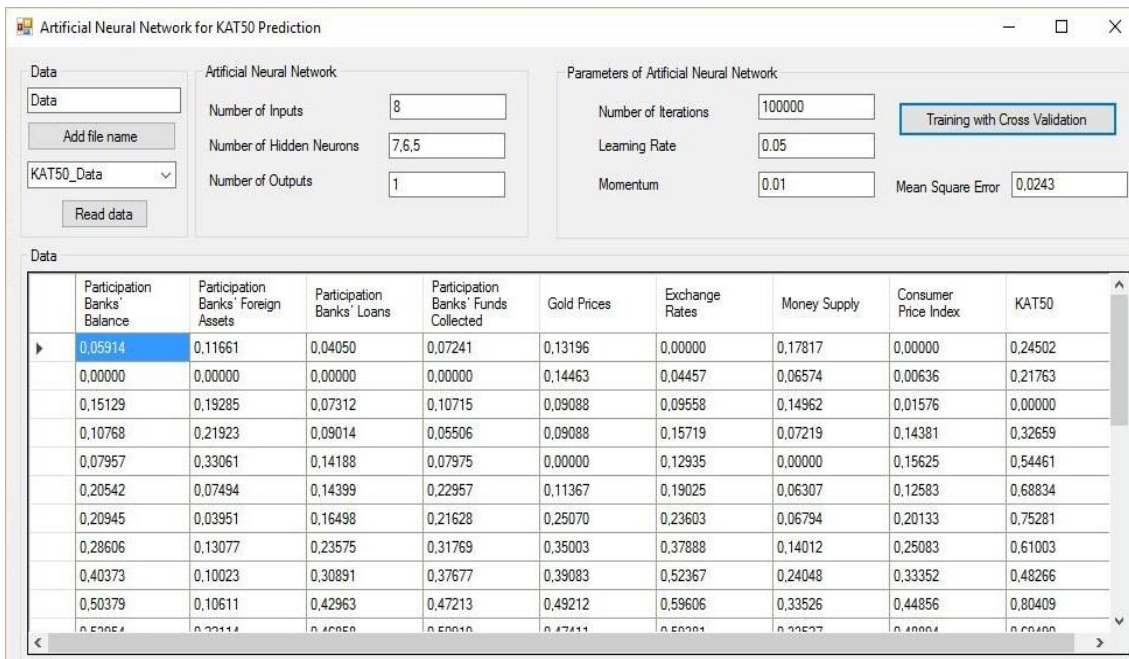 Artificial Neural Network for KAT50 Prediction
Data
Data
Add file name
KAT50_Data
Read data
Artificial Neural Network
Number of Inputs 8
Number of Hidden Neurons 7,6,5
Number of Outputs 1
Parameters of Artificial Neural Network
Number of Iterations 100000
Learning Rate 0.05
Momentum 0.01
Training with Cross Validation
Mean Square Error 0,0243
Data
Participation Banks' Balance Participation Banks' Foreign Assets Participation Banks' Loans Participation Banks' Funds Collected Gold Prices Exchange Rates Money Supply Consumer Price Index KAT50
0,05914 0,11661 0,04050 0,07241 0,13196 0,00000 0,17817 0,00000 0,24502
0,00000 0,00000 0,00000 0,00000 0,14463 0,04457 0,06574 0,00636 0,21763
0,15129 0,19285 0,07312 0,10715 0,09088 0,09558 0,14962 0,01576 0,00000
0,10768 0,21923 0,09014 0,05506 0,09088 0,15719 0,07219 0,14381 0,32659
0,07957 0,33061 0,14188 0,07975 0,00000 0,12935 0,00000 0,15625 0,54461
0,20542 0,07494 0,14399 0,22957 0,11367 0,19025 0,06307 0,12583 0,68834
0,20945 0,03951 0,16498 0,21628 0,25070 0,23603 0,06794 0,20133 0,75281
0,28606 0,13077 0,23575 0,31769 0,35003 0,37888 0,14012 0,25083 0,61003
0,40373 0,10023 0,30891 0,37677 0,39083 0,52367 0,24048 0,33352 0,48266
0,50379 0,10611 0,42963 0,47213 0,49212 0,59606 0,33526 0,44856 0,80409